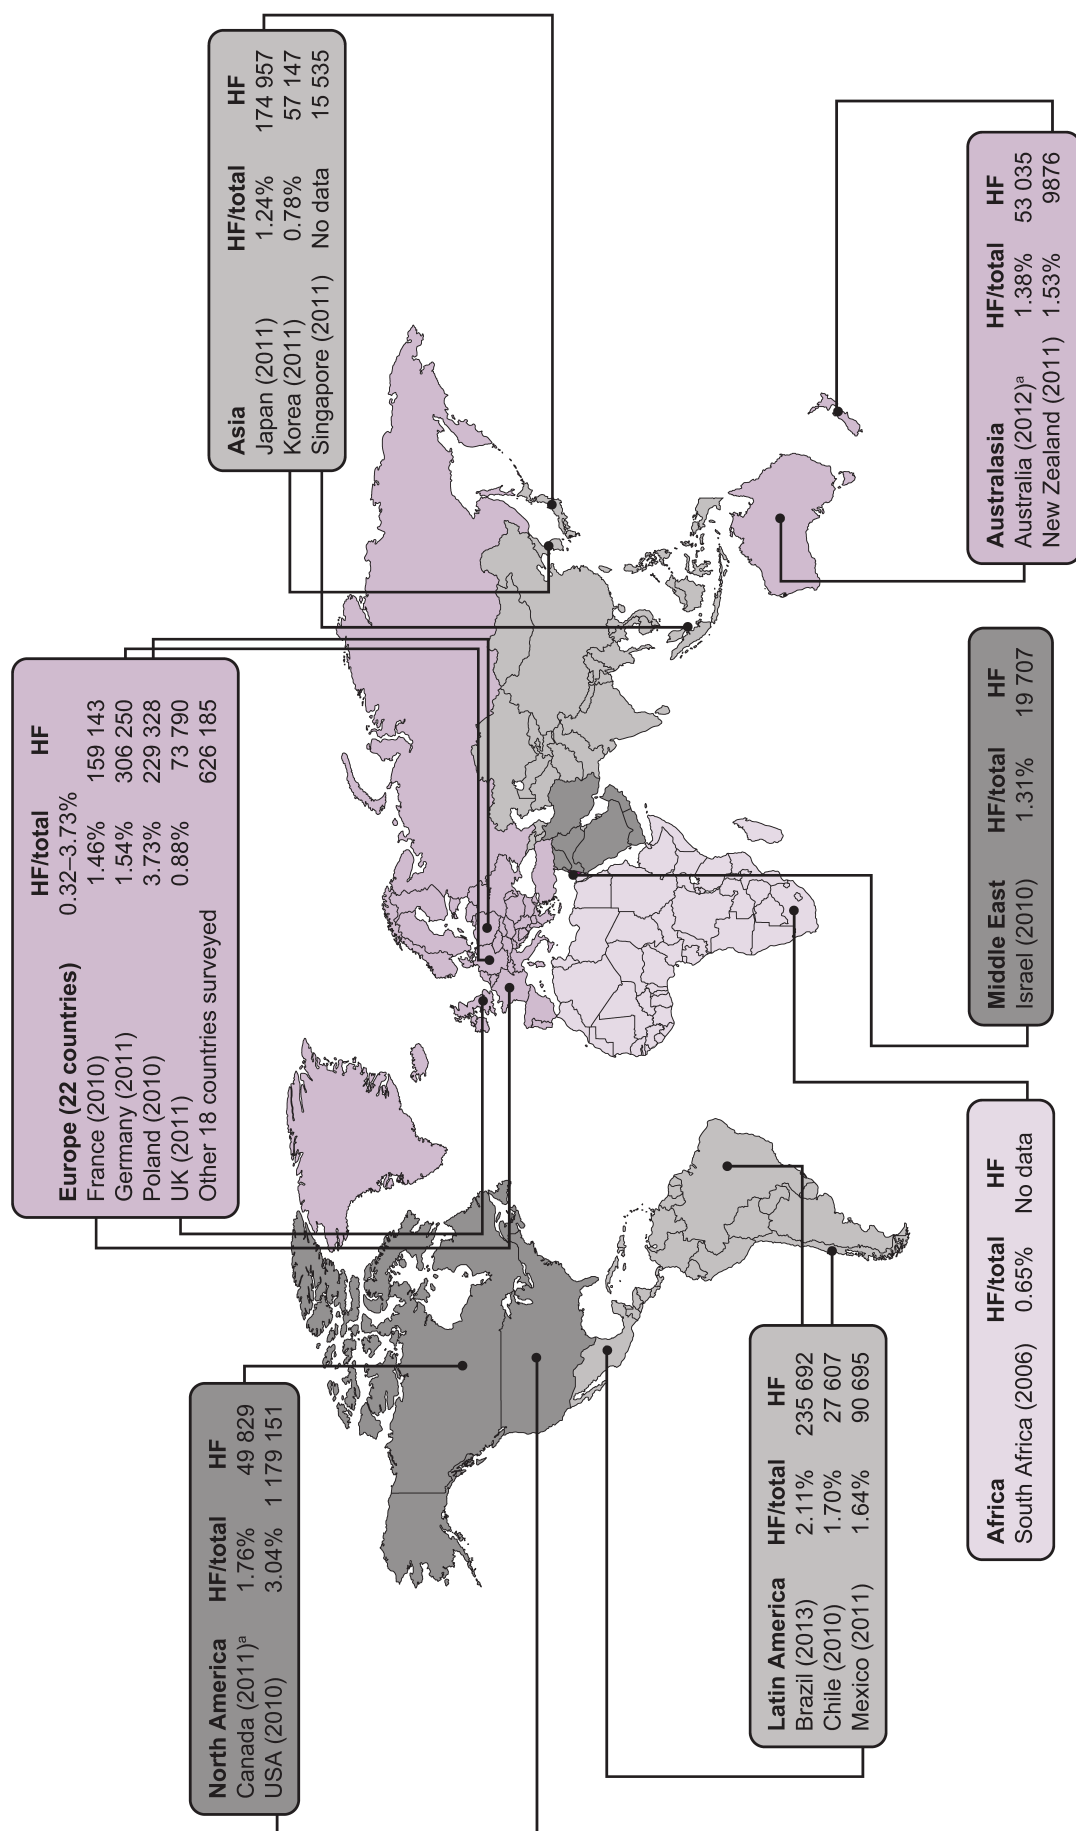 North America HF/total HF
Canada (2011)ᵃ 1.76% 49 829
USA (2010) 3.04% 1 179 151
Europe (22 countries) HF/total HF
0.32–3.73%
France (2010) 1.46% 159 143
Germany (2011) 1.54% 306 250
Poland (2010) 3.73% 229 328
UK (2011) 0.88% 73 790
Other 18 countries surveyed 626 185
Asia HF/total HF
Japan (2011) 1.24% 174 957
Korea (2011) 0.78% 57 147
Singapore (2011) No data 15 535
Latin America HF/total HF
Brazil (2013) 2.11% 235 692
Chile (2010) 1.70% 27 607
Mexico (2011) 1.64% 90 695
Africa HF/total HF
South Africa (2006) 0.65% No data
Middle East HF/total HF
Israel (2010) 1.31% 19 707
Australasia HF/total HF
Australia (2012)ᵃ 1.38% 53 035
New Zealand (2011) 1.53% 9876